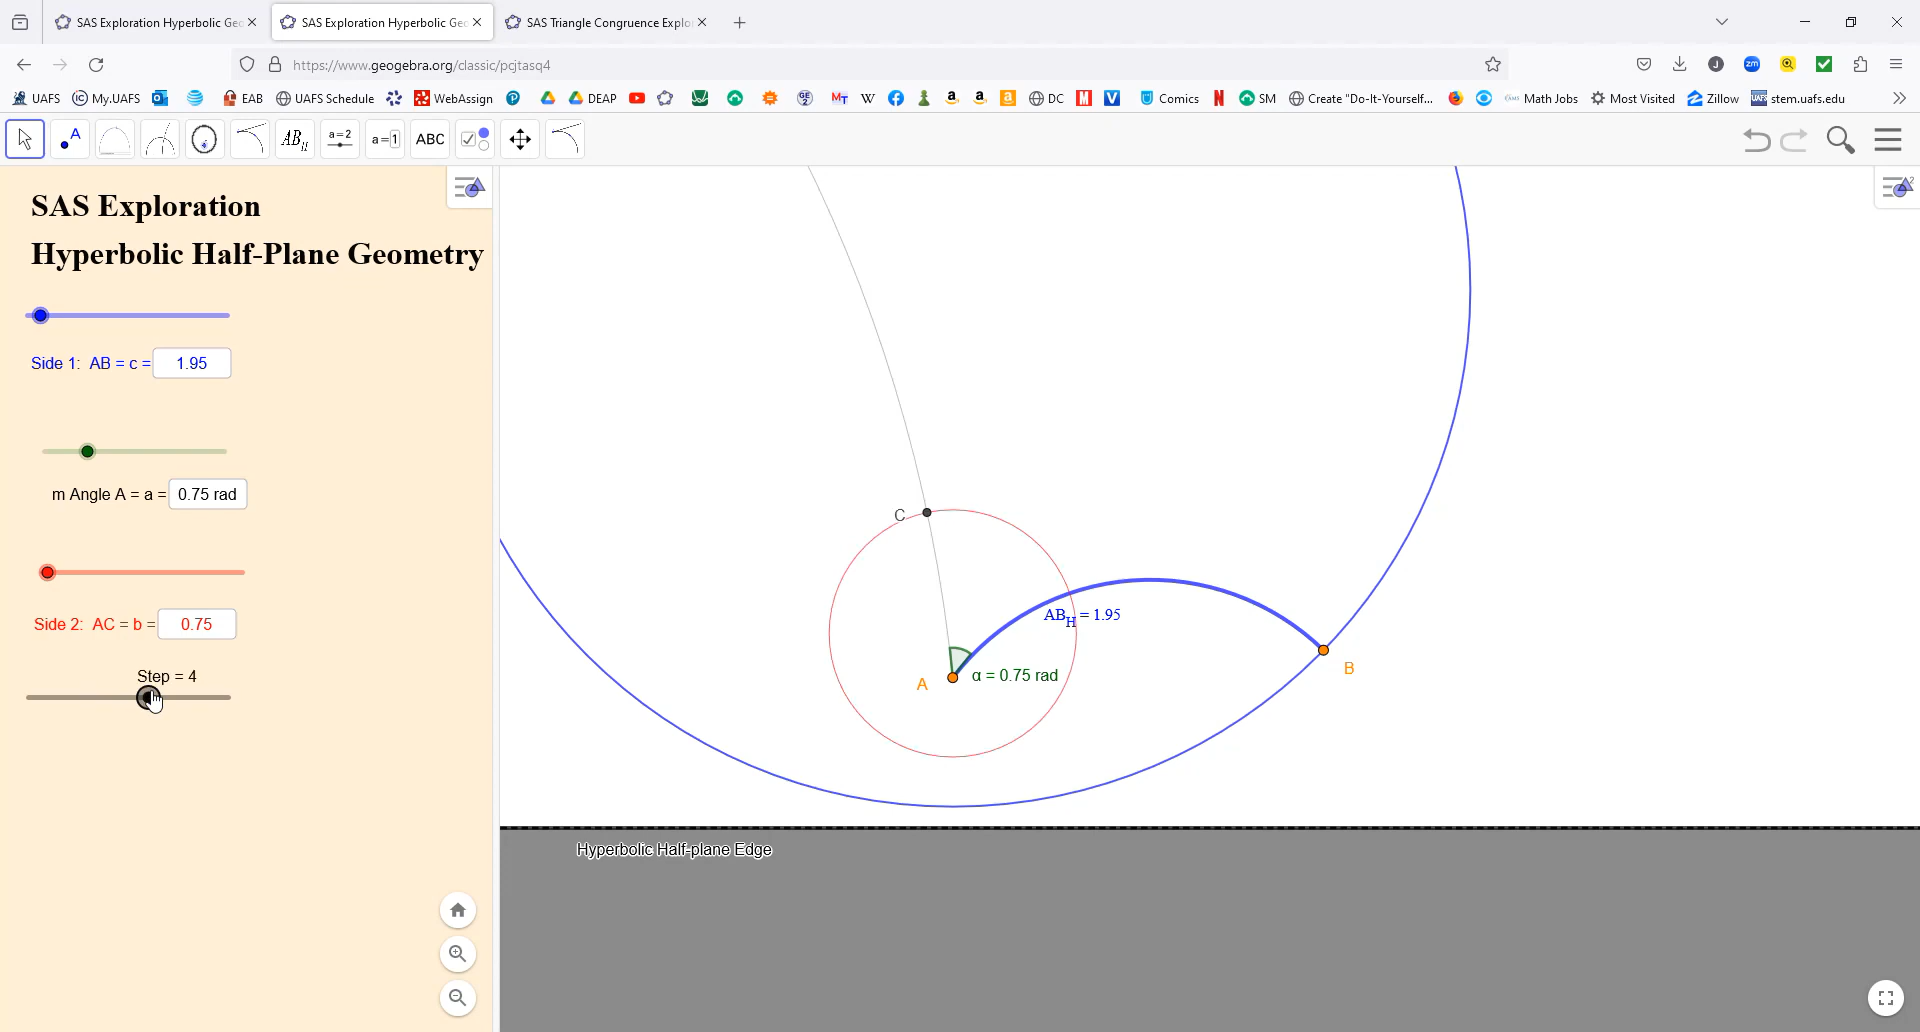 SAS Exploration Hyperbolic Geo
SAS Exploration Hyperbolic Geo
SAS Triangle Congruence Explo
https://www.geogebra.org/classic/pcjtasq4
UAFS
My.UAFS
EAB
UAFS Schedule
WebAssign
DEAP
DC
Comics
SM
Create "Do-It-Yourself...
Math Jobs
Most Visited
Zillow
stem.uafs.edu
A
AB
a=2
a=1
ABC
SAS Exploration
Hyperbolic Half-Plane Geometry
Side 1: AB = c = 1.95
m Angle A = a = 0.75 rad
Side 2: AC = b = 0.75
Step = 4
C
AB_H = 1.95
A
α = 0.75 rad
B
Hyperbolic Half-plane Edge